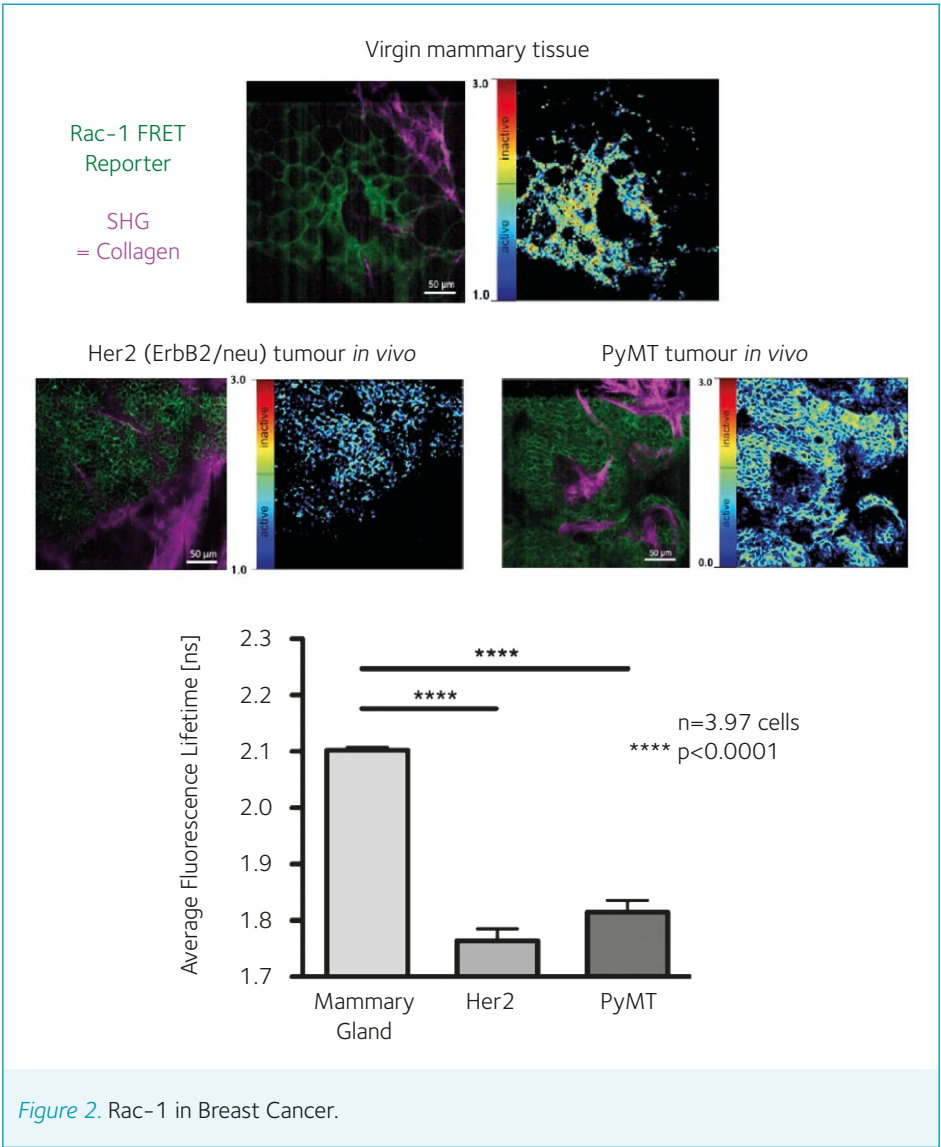 Virgin mammary tissue
Rac-1 FRET
Reporter
SHG
= Collagen
3.0
inactive
active
1.0
50 µm
Her2 (ErbB2/neu) tumour in vivo
3.0
inactive
active
1.0
50 µm
PyMT tumour in vivo
3.0
inactive
active
0.0
50 µm
Average Fluorescence Lifetime [ns]
2.3
2.2
2.1
2.0
1.9
1.8
1.7
****
****
n=3.97 cells
**** p<0.0001
Mammary
Gland
Her2
PyMT
Figure 2. Rac-1 in Breast Cancer.